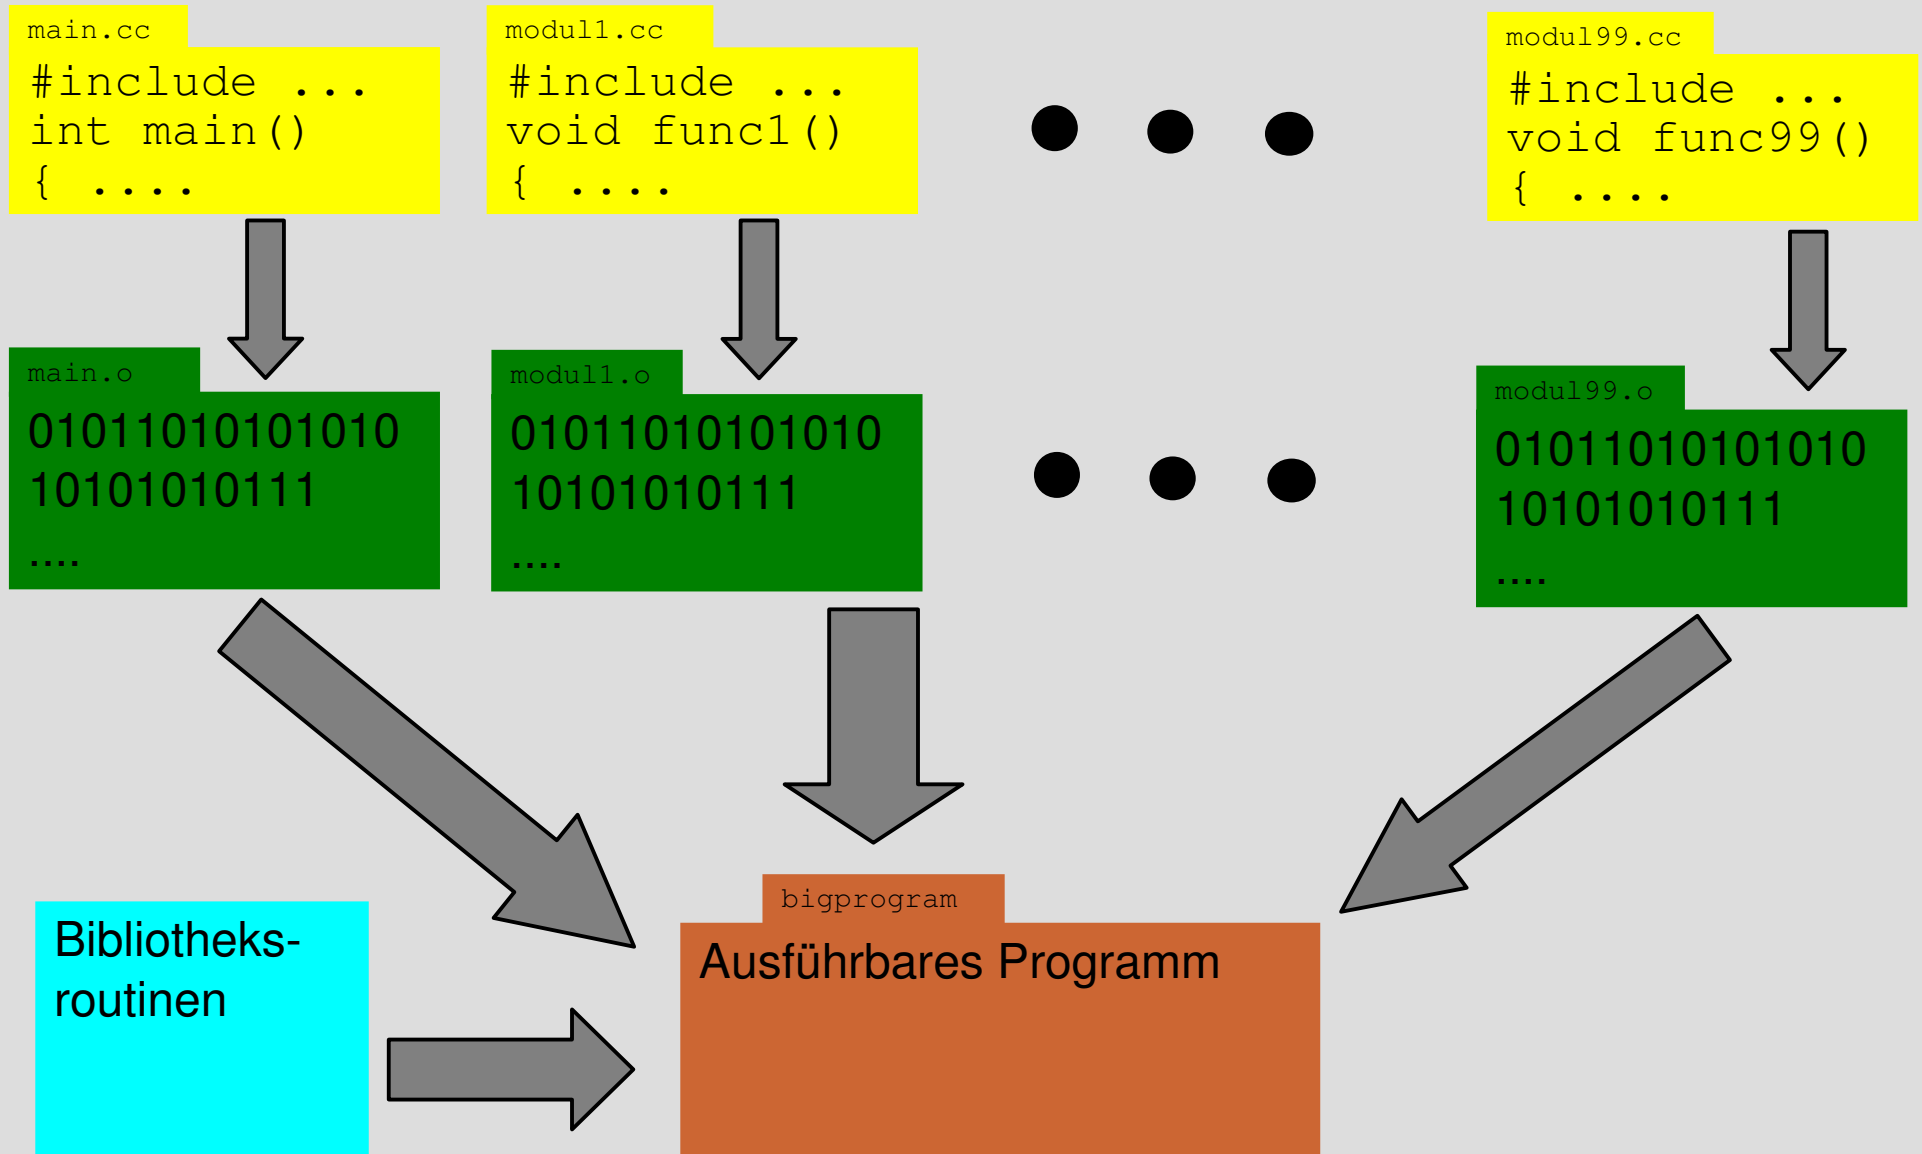 main.cc
#include ...
int main()
{ ....
modul1.cc
#include ...
void func1()
{ ....
modul99.cc
#include ...
void func99()
{ ....
main.o
01011010101010
10101010111
....
modul1.o
01011010101010
10101010111
....
modul99.o
01011010101010
10101010111
....
Bibliotheks-
routinen
bigprogram
Ausführbares Programm